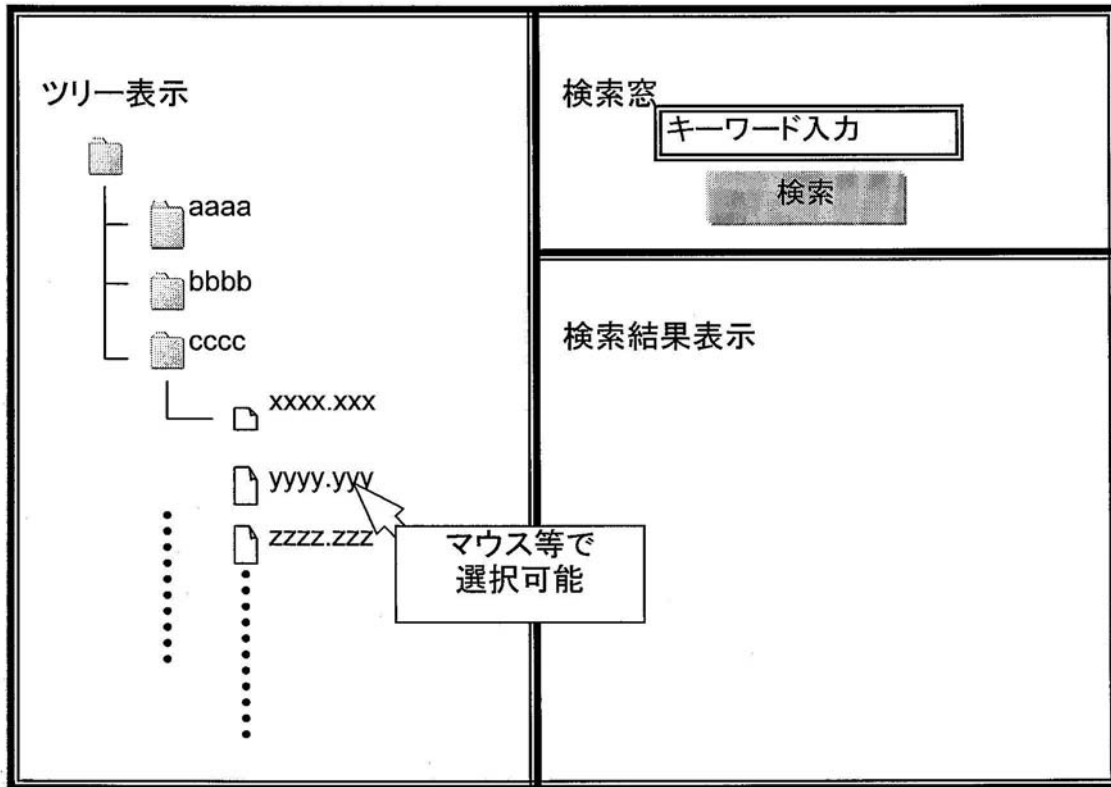 ツリー表示
aaaa
bbbb
cccc
xxxx.xxx
yyyy.yyy
zzzz.zzz
マウス等で
選択可能
検索窓
キーワード入力
検索
検索結果表示